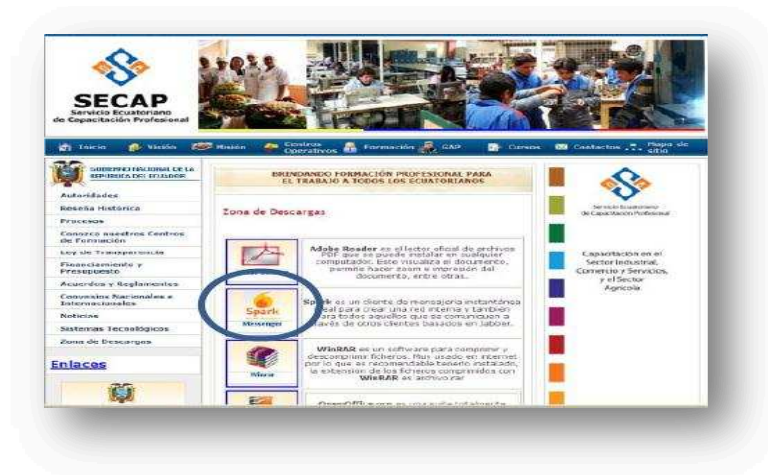 SECAP
Servicio Ecuatoriano
de Capacitación Profesional
Inicio
Visión
Misión
Centros
Operativos
Formación
GAP
Cursos
Contactos
Mapa de
sitio
GOBIERNO NACIONAL DE LA
REPÚBLICA DEL ECUADOR
Autoridades
Reseña Histórica
Procesos
Conozca nuestros Centros
de Formación
Ley de Transparencia
Financiamiento y
Presupuesto
Acuerdos y Reglamentos
Convenios Nacionales e
Internacionales
Noticias
Sistemas Tecnológicos
Zona de Descargas
Enlaces
BRINDANDO FORMACIÓN PROFESIONAL PARA
EL TRABAJO A TODOS LOS ECUATORIANOS
Zona de Descargas
Adobe Reader es el lector oficial de archivos
PDF que se puede instalar en cualquier
computador. Este visualiza el documento,
permite hacer zoom e impresión del
documento, entre otras.
Spark
Messenger
Spark es un cliente de mensajería instantánea
ideal para crear una red interna y también
para todos aquellos que se comunican a
través de otros clientes basados en Jabber.
Winrar
WinRAR es un software para comprimir y
descomprimir ficheros. Muy usado en internet
por lo que es recomendable tenerlo instalado,
la extensión de los ficheros comprimidos con
WinRAR es archivo.rar
Servicio Ecuatoriano
de Capacitación Profesional
Capacitación en el
Sector Industrial,
Comercio y Servicios,
y el Sector
Agrícola